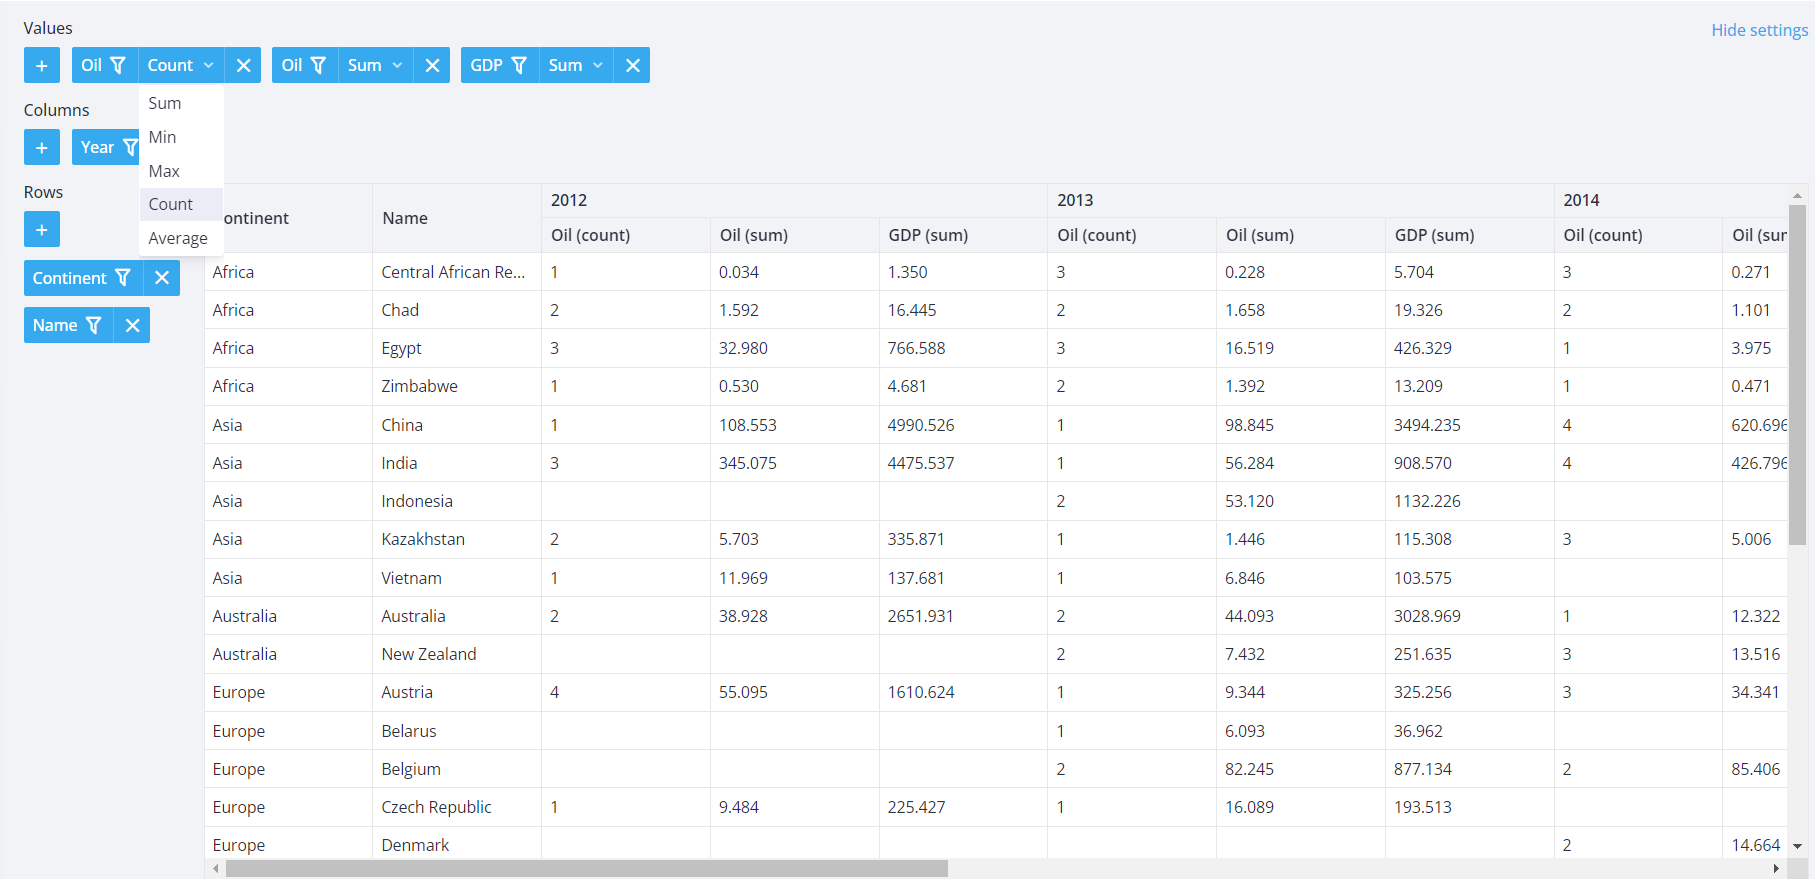 Values
Hide settings
+ Oil Count × Oil Sum × GDP Sum ×
Sum
Columns
Min
+ Year
Max
Rows
Count
+
Average
Continent ×
Name ×
ontinent Name 2012 2013 2014
Oil (count) Oil (sum) GDP (sum) Oil (count) Oil (sum) GDP (sum) Oil (count) Oil (sur
Africa Central African Re... 1 0.034 1.350 3 0.228 5.704 3 0.271
Africa Chad 2 1.592 16.445 2 1.658 19.326 2 1.101
Africa Egypt 3 32.980 766.588 3 16.519 426.329 1 3.975
Africa Zimbabwe 1 0.530 4.681 2 1.392 13.209 1 0.471
Asia China 1 108.553 4990.526 1 98.845 3494.235 4 620.696
Asia India 3 345.075 4475.537 1 56.284 908.570 4 426.796
Asia Indonesia 2 53.120 1132.226
Asia Kazakhstan 2 5.703 335.871 1 1.446 115.308 3 5.006
Asia Vietnam 1 11.969 137.681 1 6.846 103.575
Australia Australia 2 38.928 2651.931 2 44.093 3028.969 1 12.322
Australia New Zealand 2 7.432 251.635 3 13.516
Europe Austria 4 55.095 1610.624 1 9.344 325.256 3 34.341
Europe Belarus 1 6.093 36.962
Europe Belgium 2 82.245 877.134 2 85.406
Europe Czech Republic 1 9.484 225.427 1 16.089 193.513
Europe Denmark 2 14.664